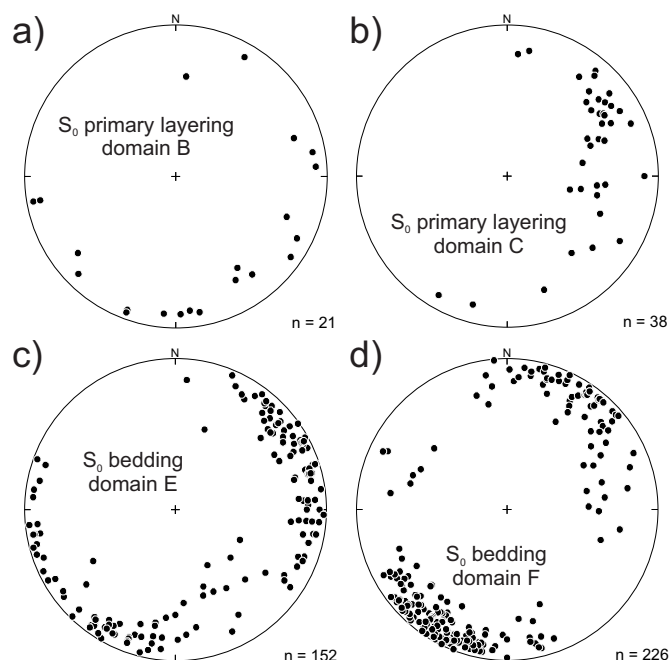 a)
N
S₀ primary layering
domain B
n = 21
b)
N
S₀ primary layering
domain C
n = 38
c)
N
S₀ bedding
domain E
n = 152
d)
N
S₀ bedding
domain F
n = 226